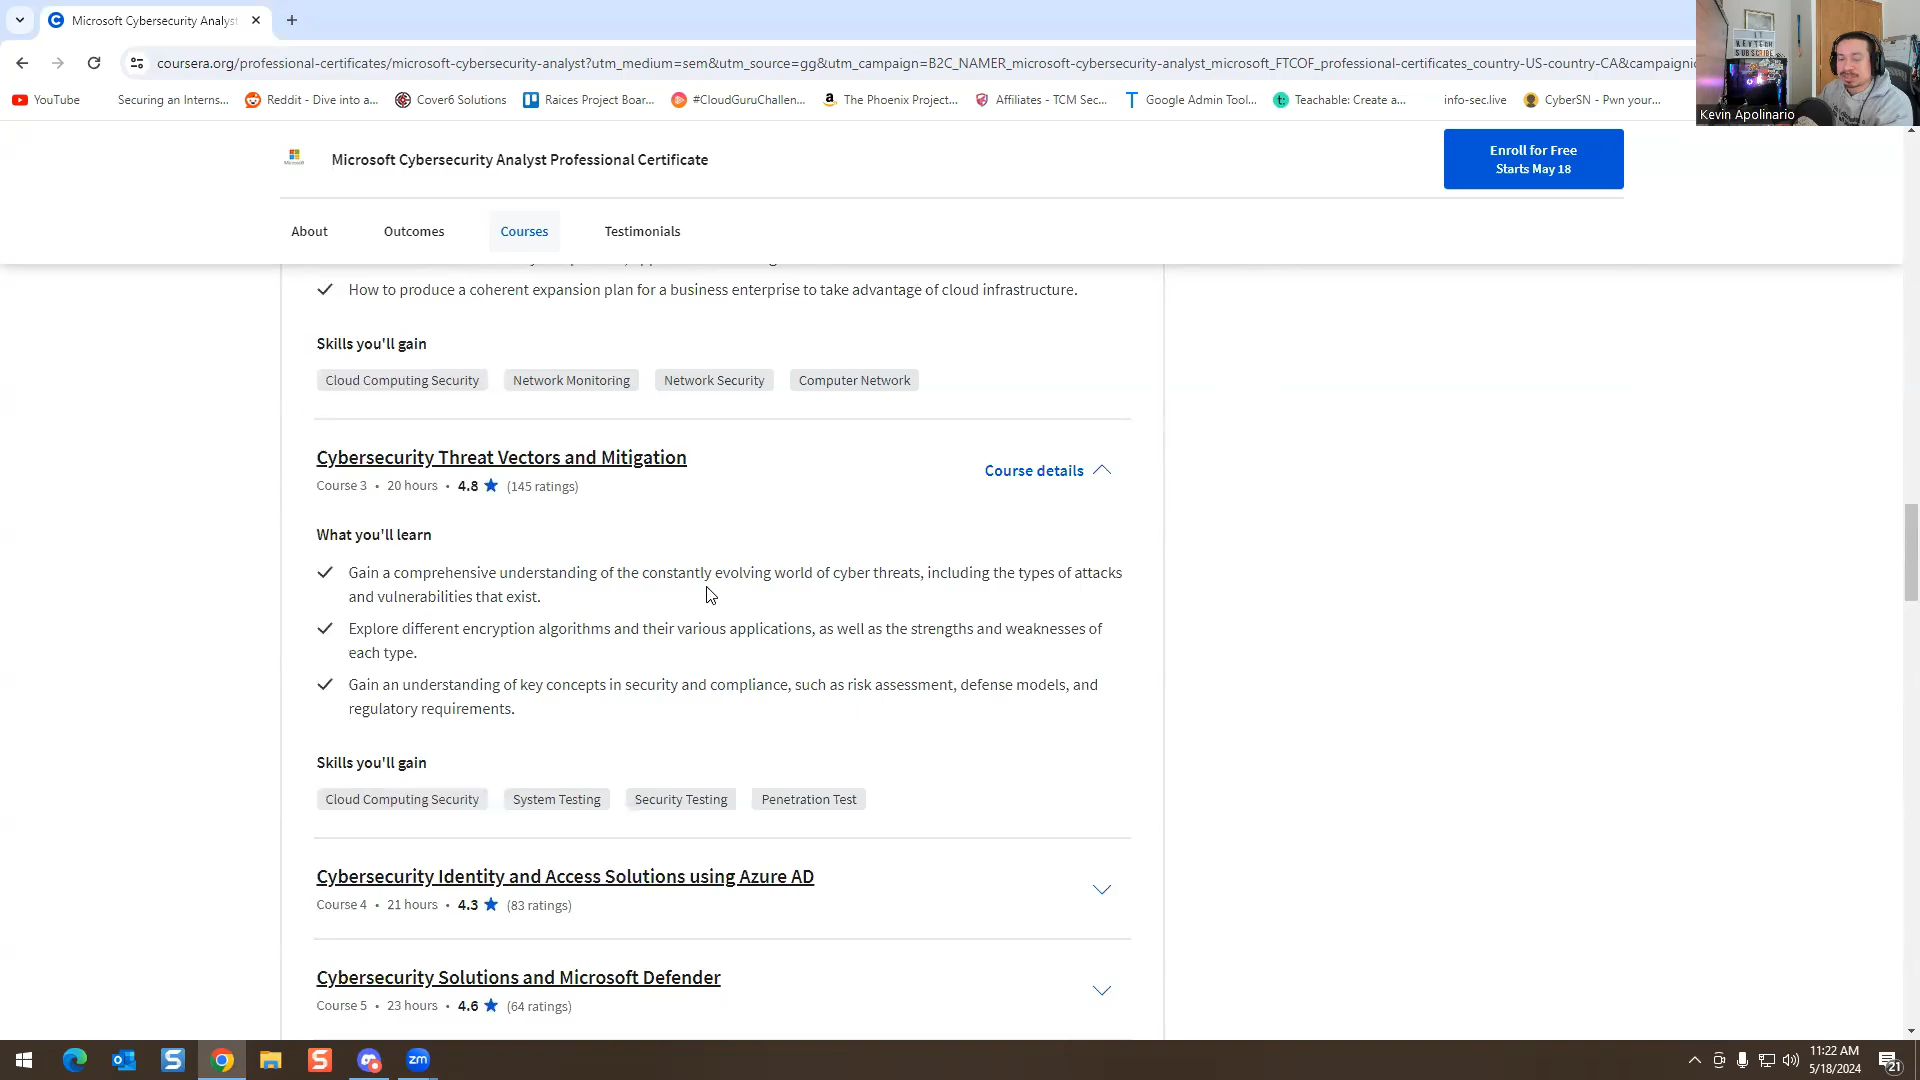 Microsoft Cybersecurity Analyst
coursera.org/professional-certificates/microsoft-cybersecurity-analyst?utm_medium=sem&utm_source=gg&utm_campaign=B2C_NAMER_microsoft-cybersecurity-analyst_microsoft_FTCOF_professional-certificates_country-US-country-CA&campaigni
YouTube
Securing an Interns...
Reddit - Dive into a...
Cover6 Solutions
Raices Project Boar...
#CloudGuruChallen...
The Phoenix Project...
Affiliates - TCM Sec...
Google Admin Tool...
Teachable: Create a...
info-sec.live
CyberSN - Pwn your...
Kevin Apolinario
Microsoft
Microsoft Cybersecurity Analyst Professional Certificate
Enroll for Free
Starts May 18
About
Outcomes
Courses
Testimonials
How to produce a coherent expansion plan for a business enterprise to take advantage of cloud infrastructure.
Skills you'll gain
Cloud Computing Security
Network Monitoring
Network Security
Computer Network
Cybersecurity Threat Vectors and Mitigation
Course details
Course 3 • 20 hours • 4.8 ★ (145 ratings)
What you'll learn
Gain a comprehensive understanding of the constantly evolving world of cyber threats, including the types of attacks
and vulnerabilities that exist.
Explore different encryption algorithms and their various applications, as well as the strengths and weaknesses of
each type.
Gain an understanding of key concepts in security and compliance, such as risk assessment, defense models, and
regulatory requirements.
Skills you'll gain
Cloud Computing Security
System Testing
Security Testing
Penetration Test
Cybersecurity Identity and Access Solutions using Azure AD
Course 4 • 21 hours • 4.3 ★ (83 ratings)
Cybersecurity Solutions and Microsoft Defender
Course 5 • 23 hours • 4.6 ★ (64 ratings)
zm
11:22 AM
5/18/2024
21